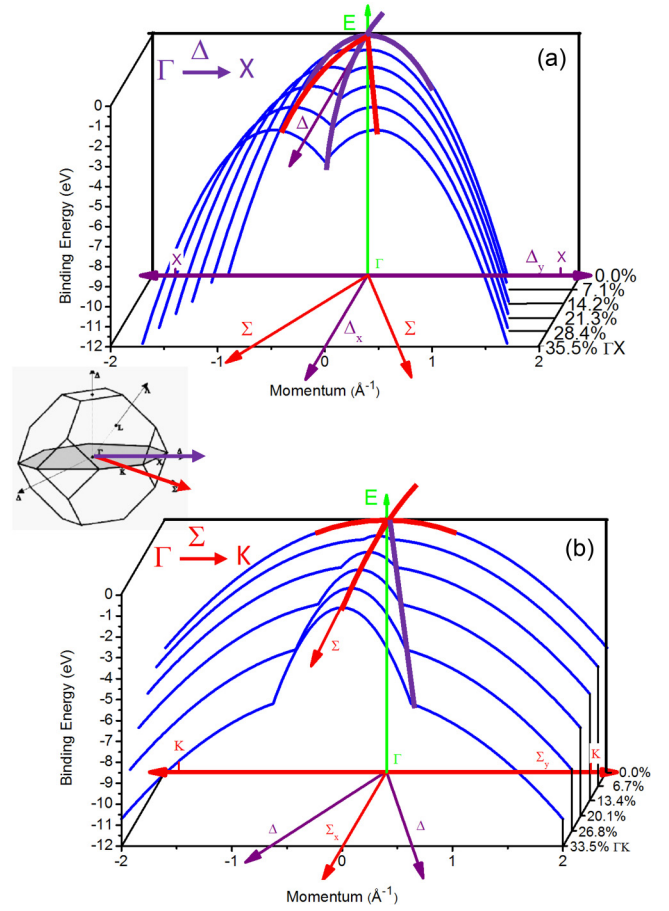 E
(a)
Γ Δ X
0
-1
-2
-3
-4
-5
-6
-7
-8
-9
-10
-11
-12
Binding Energy (eV)
Δ
X
Γ
Δy
X
0.0%
7.1%
14.2%
21.3%
28.4%
35.5% ΓX
Σ
Δx
Σ
-2
-1
0
1
2
Momentum (Å-1)
Δ
Λ
L
Γ
Δ
X
K
Σ
Δ
E
(b)
Γ Σ K
0
-1
-2
-3
-4
-5
-6
-7
-8
-9
-10
-11
-12
Binding Energy (eV)
Σ
K
Γ
Σy
K
0.0%
6.7%
13.4%
20.1%
26.8%
33.5% ΓK
Δ
Σx
Δ
-2
-1
0
1
2
Momentum (Å-1)